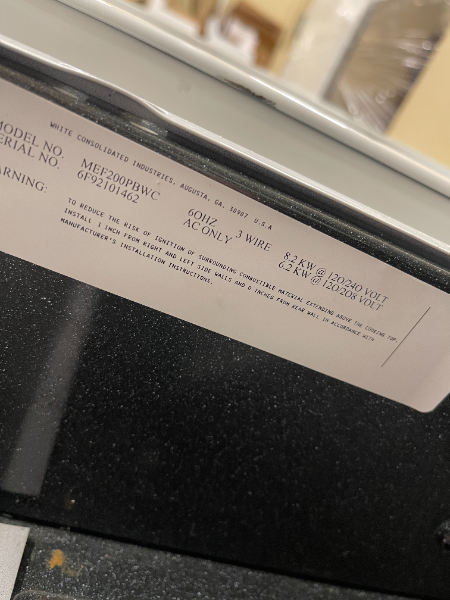 WHITE CONSOLIDATED INDUSTRIES, AUGUSTA, GA. 30907 U.S.A
MODEL NO. MEF200PBWC
SERIAL NO. 6F92101462
60HZ 3 WIRE 8.2 KW @ 120/240 VOLT
AC ONLY 6.2 KW @ 120/208 VOLT
WARNING: TO REDUCE THE RISK OF IGNITION OF SURROUNDING COMBUSTIBLE MATERIAL EXTENDING ABOVE THE COOKING TOP,
INSTALL 1 INCH FROM RIGHT AND LEFT SIDE WALLS AND 0 INCHES FROM REAR WALL IN ACCORDANCE WITH
MANUFACTURER'S INSTALLATION INSTRUCTIONS.